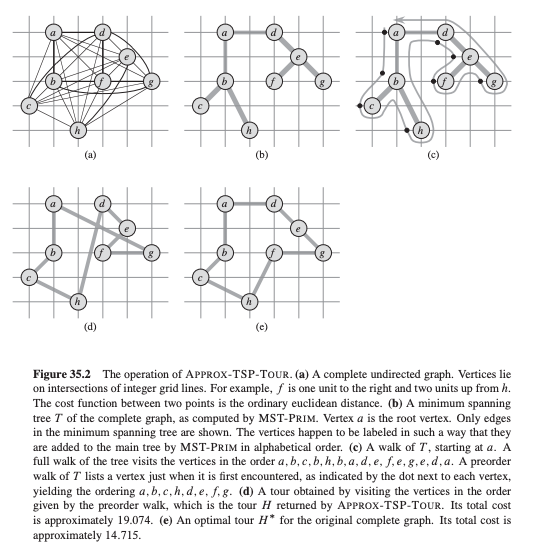 a d
e
b f g
c
h
(a)
a d
e
b f g
c
h
(b)
a d
e
b f g
c
h
(c)
a d
e
b f g
c
h
(d)
a d
e
b f g
c
h
(e)
Figure 35.2 The operation of APPROX-TSP-TOUR. (a) A complete undirected graph. Vertices lie
on intersections of integer grid lines. For example, f is one unit to the right and two units up from h.
The cost function between two points is the ordinary euclidean distance. (b) A minimum spanning
tree T of the complete graph, as computed by MST-PRIM. Vertex a is the root vertex. Only edges
in the minimum spanning tree are shown. The vertices happen to be labeled in such a way that they
are added to the main tree by MST-PRIM in alphabetical order. (c) A walk of T, starting at a. A
full walk of the tree visits the vertices in the order a, b, c, b, h, b, a, d, e, f, e, g, e, d, a. A preorder
walk of T lists a vertex just when it is first encountered, as indicated by the dot next to each vertex,
yielding the ordering a, b, c, h, d, e, f, g. (d) A tour obtained by visiting the vertices in the order
given by the preorder walk, which is the tour H returned by APPROX-TSP-TOUR. Its total cost
is approximately 19.074. (e) An optimal tour H* for the original complete graph. Its total cost is
approximately 14.715.